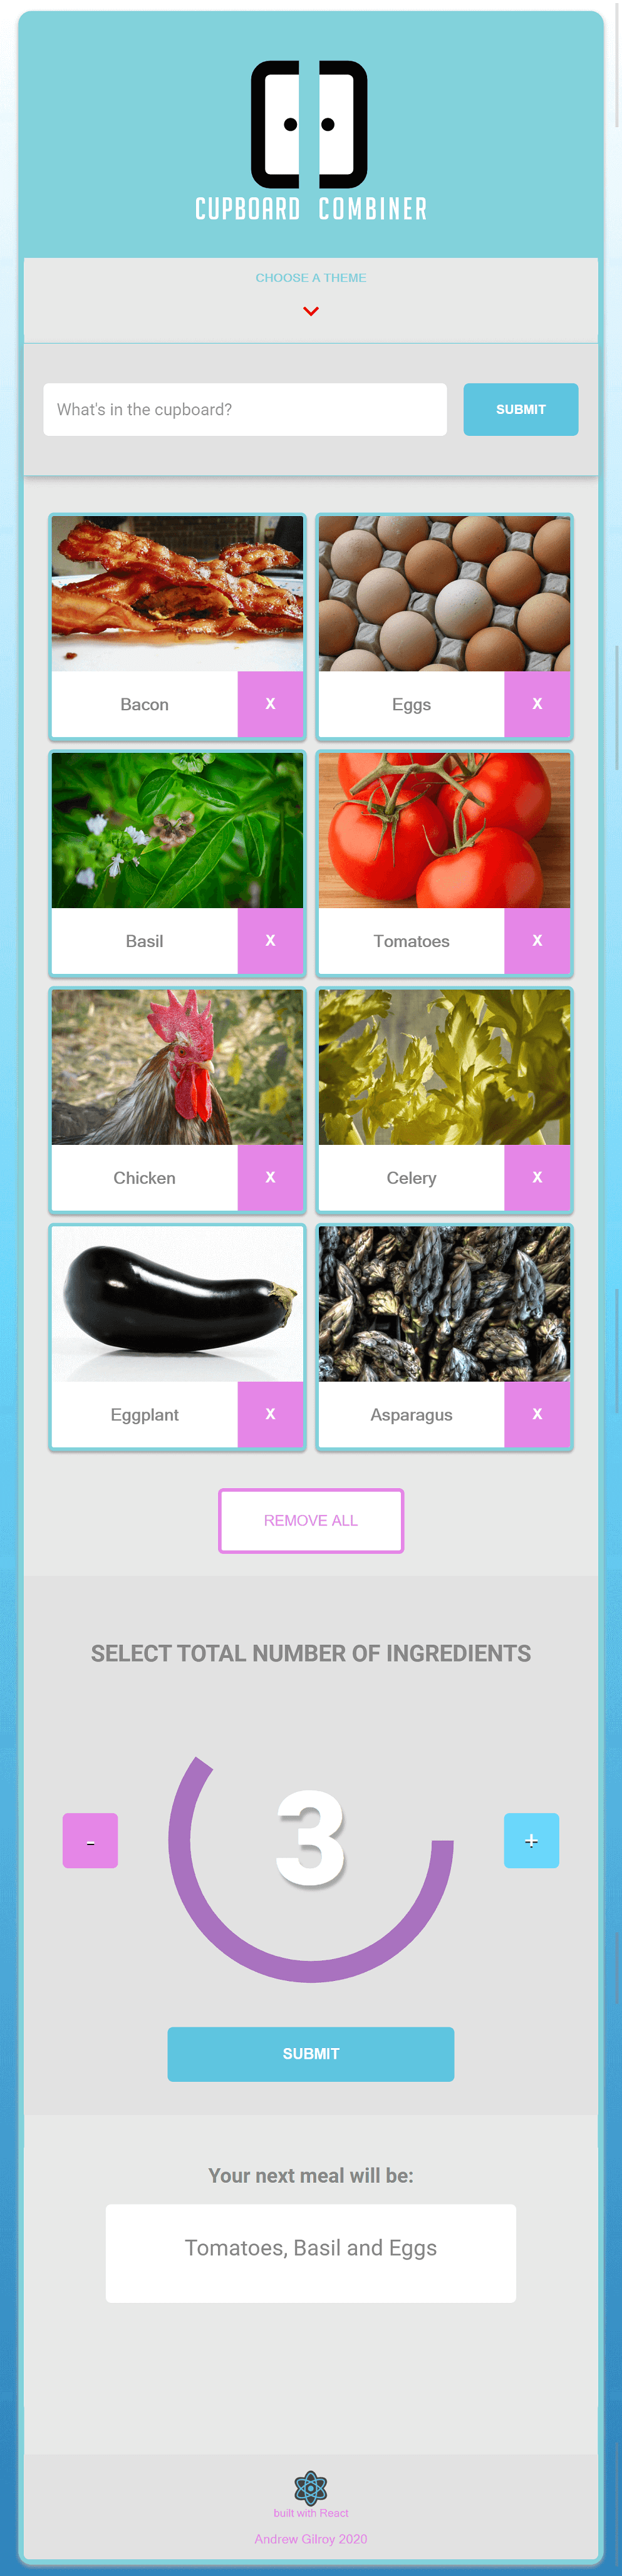 CUPBOARD COMBINER
CHOOSE A THEME
What's in the cupboard?
SUBMIT
Bacon
X
Eggs
X
Basil
X
Tomatoes
X
Chicken
X
Celery
X
Eggplant
X
Asparagus
X
REMOVE ALL
SELECT TOTAL NUMBER OF INGREDIENTS
-
3
+
SUBMIT
Your next meal will be:
Tomatoes, Basil and Eggs
built with React
Andrew Gilroy 2020